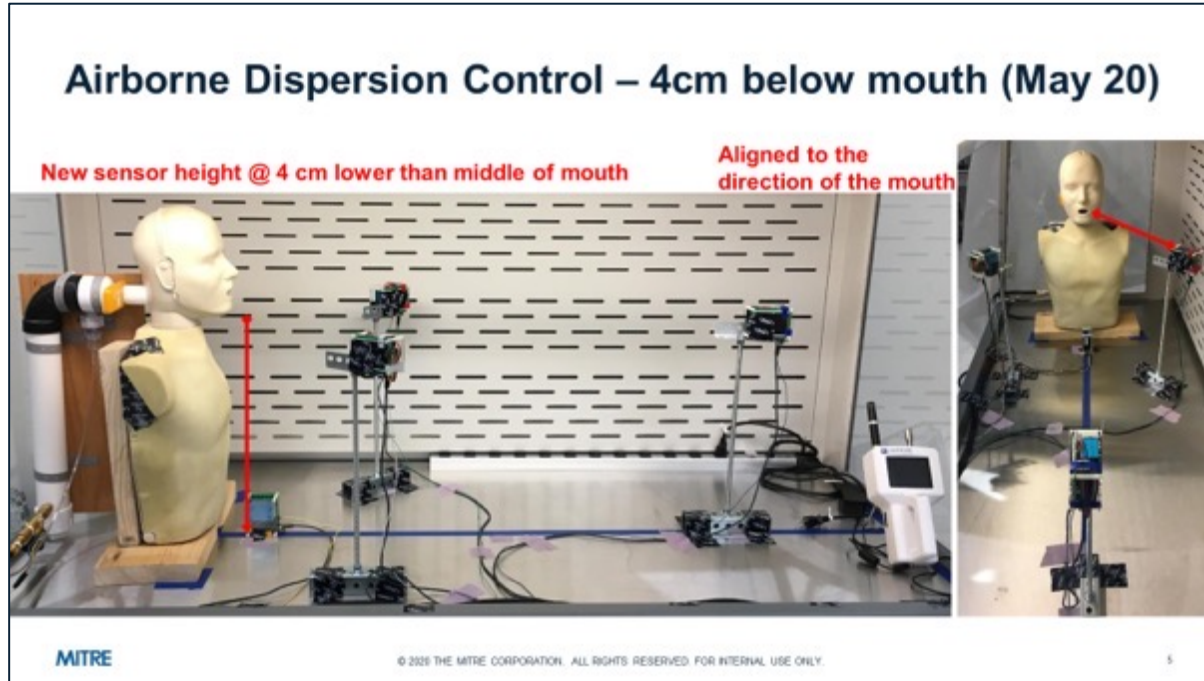 Airborne Dispersion Control – 4cm below mouth (May 20)
New sensor height @ 4 cm lower than middle of mouth
Aligned to the
direction of the mouth
MITRE
© 2020 THE MITRE CORPORATION. ALL RIGHTS RESERVED. FOR INTERNAL USE ONLY.
5